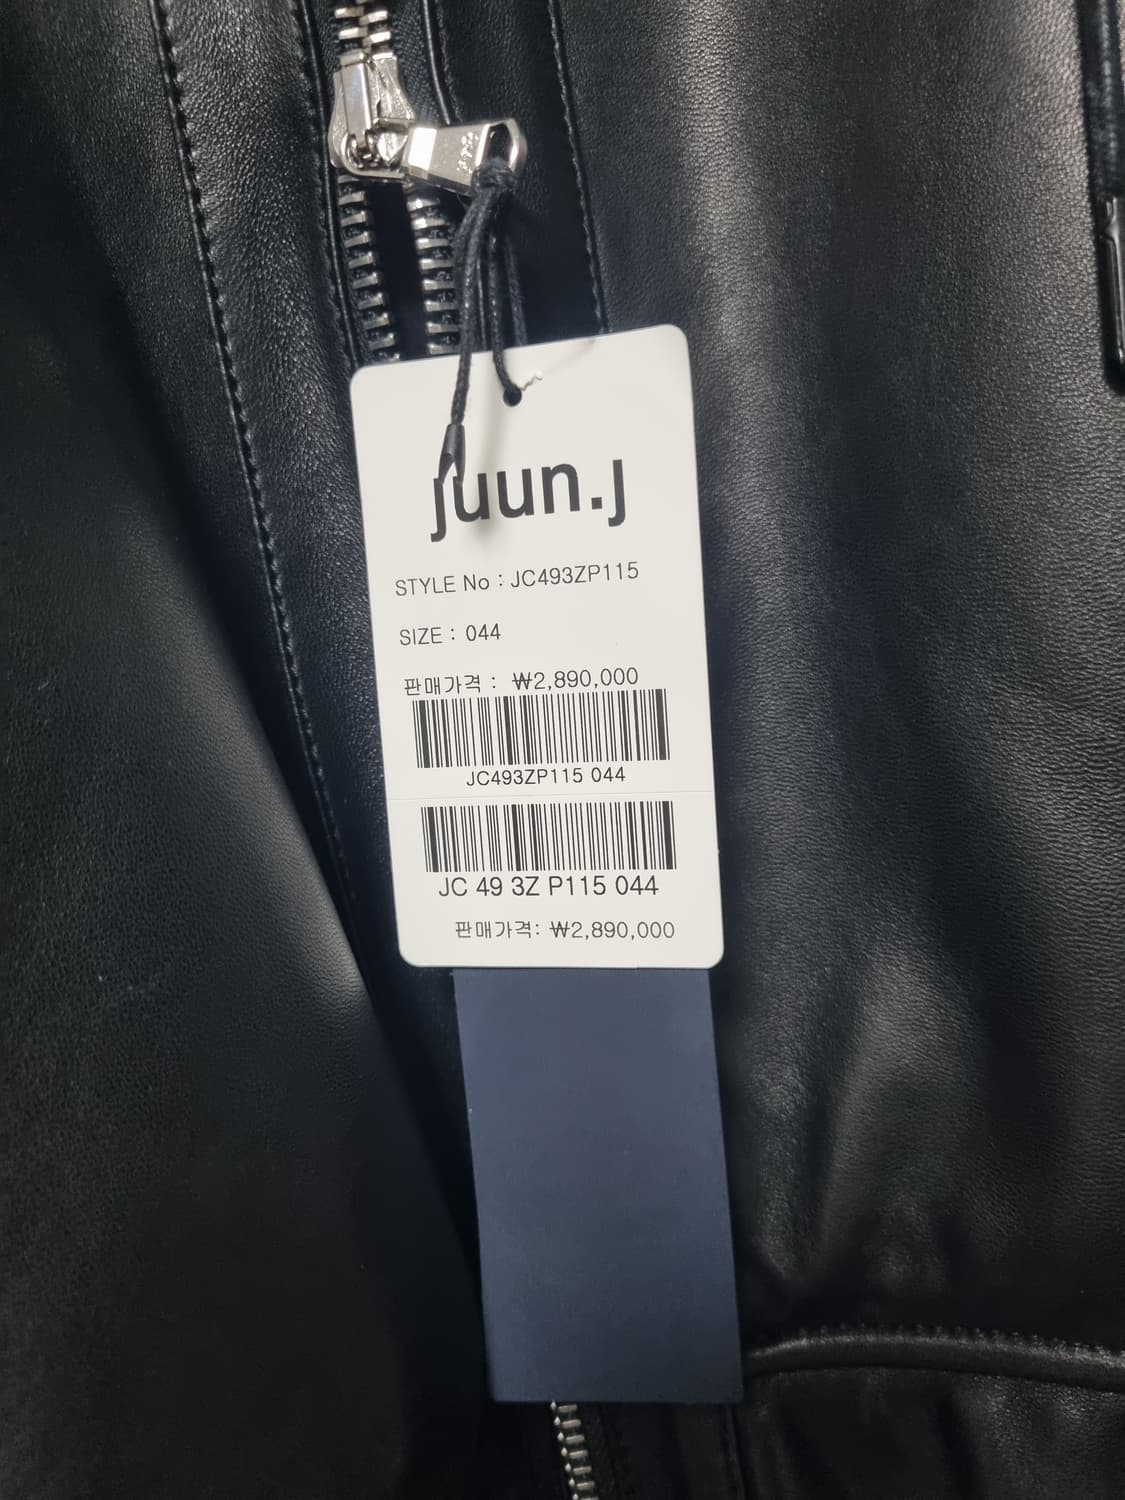 juun.j
STYLE No : JC493ZP115
SIZE : 044
판매가격 : ₩2,890,000
JC493ZP115 044
JC 49 3Z P115 044
판매가격: ₩2,890,000